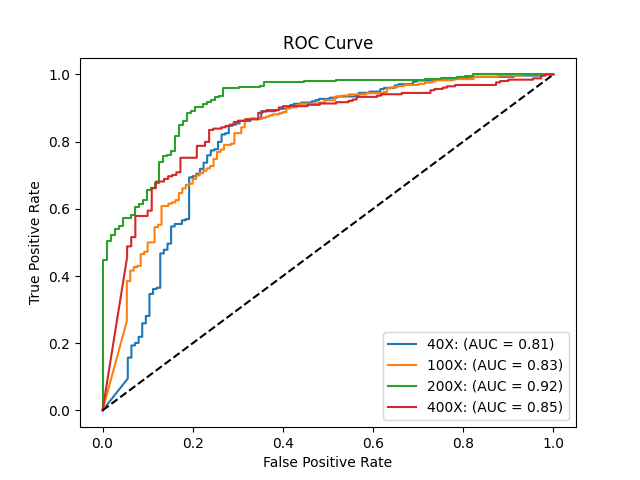 ROC Curve
True Positive Rate
1.0
0.8
0.6
0.4
0.2
0.0
0.0 0.2 0.4 0.6 0.8 1.0
False Positive Rate
40X: (AUC = 0.81)
100X: (AUC = 0.83)
200X: (AUC = 0.92)
400X: (AUC = 0.85)